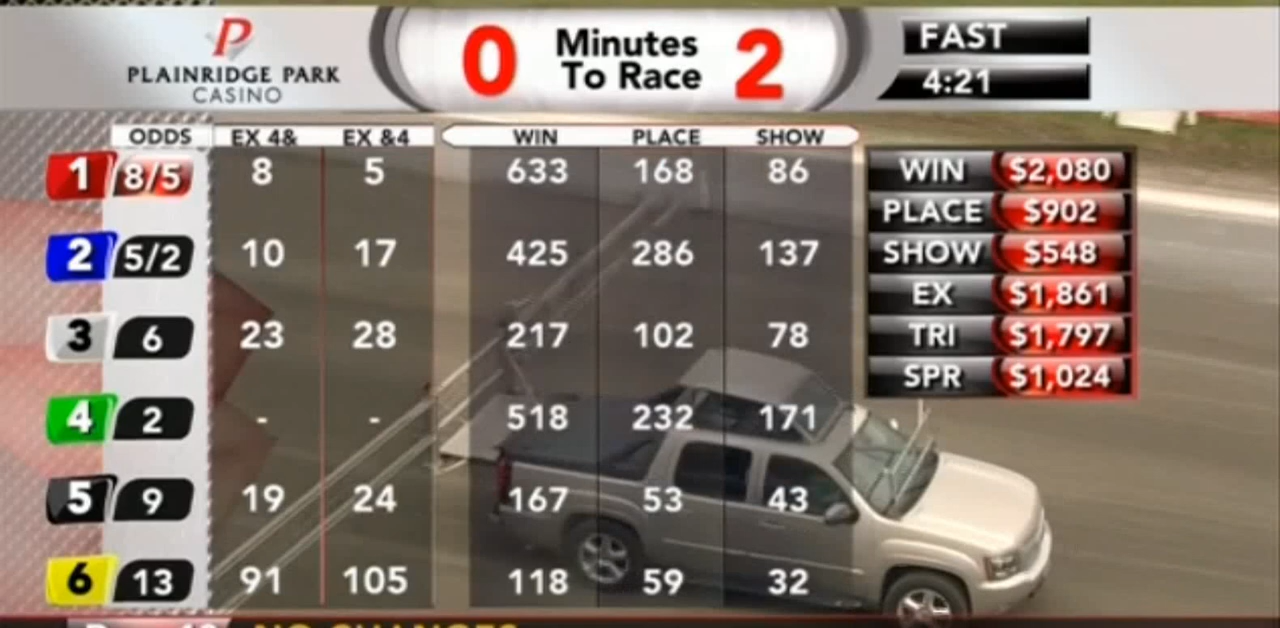 P
PLAINRIDGE PARK
CASINO
0 Minutes To Race 2
FAST
4:21
ODDS EX 4& EX &4 WIN PLACE SHOW
1 8/5 8 5 633 168 86
2 5/2 10 17 425 286 137
3 6 23 28 217 102 78
4 2 - - 518 232 171
5 9 19 24 167 53 43
6 13 91 105 118 59 32
WIN $2,080
PLACE $902
SHOW $548
EX $1,861
TRI $1,797
SPR $1,024
NO CHANGES